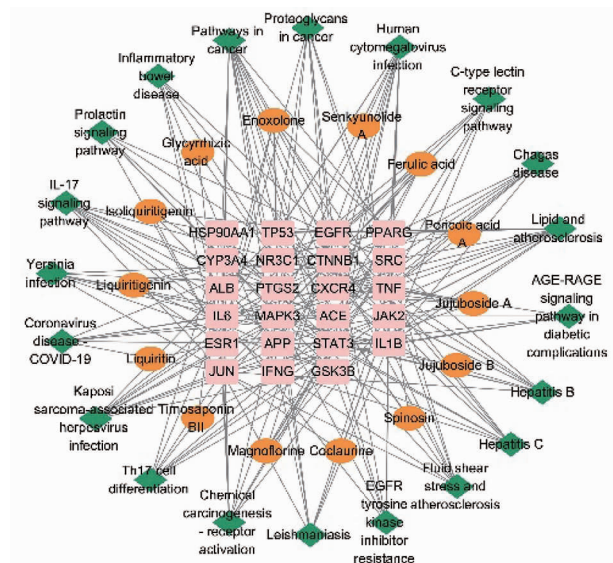 Proteoglycans
in cancer
Pathways in
cancer
Human
cytomegalovirus
infection
Inflammatory
bowel disease
C-type lectin
receptor signaling
pathway
Prolactin
signaling
pathway
Enoxolone
Senkyunolide
A
Glycyrrhizic
acid
Ferulic acid
Chagas
disease
IL-17
signaling
pathway
Isoliquiritigenin
Poricoic acid
A
Lipid and
atherosclerosis
HSP90AA1 TP53 EGFR PPARG
CYP3A4 NR3C1 CTNNB1 SRC
ALB PTGS2 CXCR4 TNF
IL6 MAPK3 ACE JAK2
ESR1 APP STAT3 IL1B
JUN IFNG GSK3B
Yersinia
infection
Liquiritigenin
Jujuboside A
AGE-RAGE
signaling
pathway in
diabetic complications
Coronavirus
disease -
COVID-19
Liquiritin
Jujuboside B
Hepatitis B
Kaposi
sarcoma-associated
herpesvirus
infection
Timosaponin
BII
Spinosin
Hepatitis C
Magnoflorine
Coclaurine
Th17 cell
differentiation
Fluid shear
stress and
atherosclerosis
Chemical
carcinogenesis
- receptor
activation
Leishmaniasis
EGFR
tyrosine
kinase
inhibitor
resistance